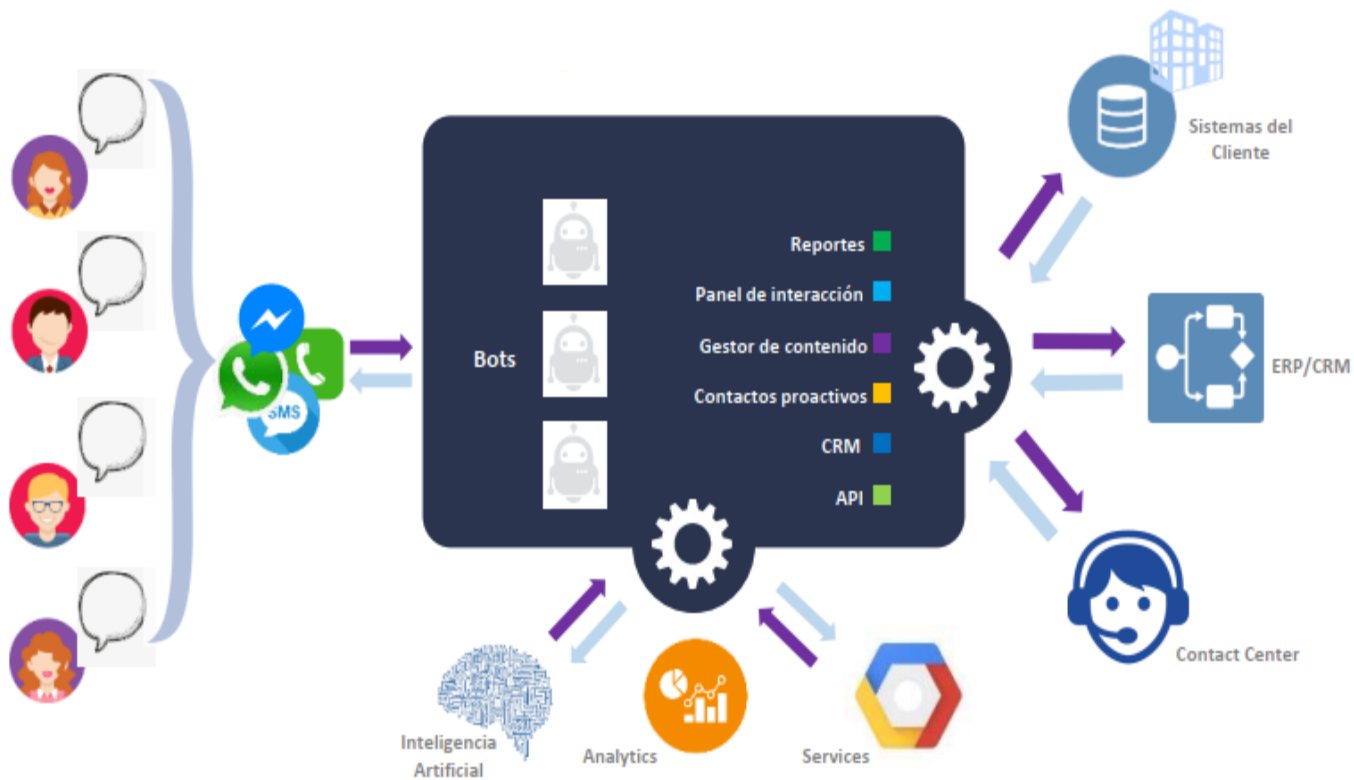 SMS
Bots
Reportes
Panel de interacción
Gestor de contenido
Contactos proactivos
CRM
API
Sistemas del
Cliente
ERP/CRM
Contact Center
Inteligencia
Artificial
Analytics
Services